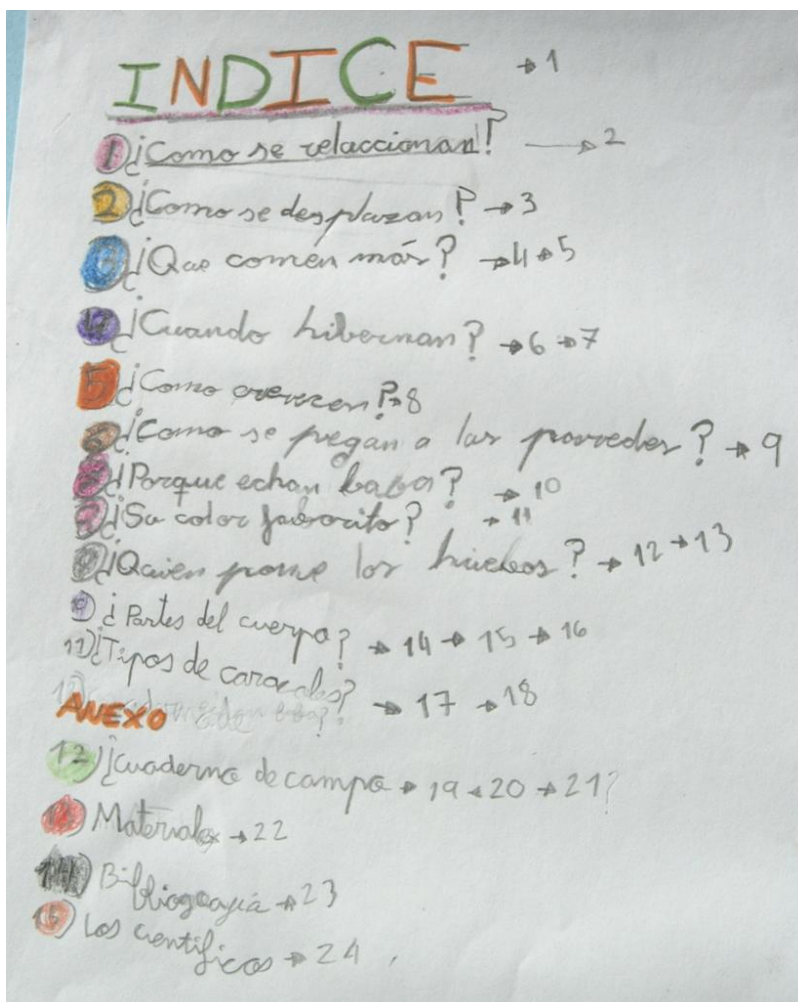 INDICE → 1
1) ¿Como se relaccionan? → 2
2) ¿Como se desplazan? → 3
3) ¿Que comen más? → 4 → 5
4) ¿Cuando hibernan? → 6 → 7
5) ¿Como crecen? → 8
6) ¿Como se pegan a las parredes? → 9
7) ¿Porque echan baba? → 10
8) ¿Su color faborito? → 11
9) ¿Quien pone los huebos? → 12 → 13
10) ¿Partes del cuerpo? → 14 → 15 → 16
11) ¿Tipos de caracoles? → 17 → 18
ANEXO
12) ¿Cuaderno de campo → 19 → 20 → 21?
13) Materiales → 22
14) Bibliografia → 23
15) Los cientificos → 24